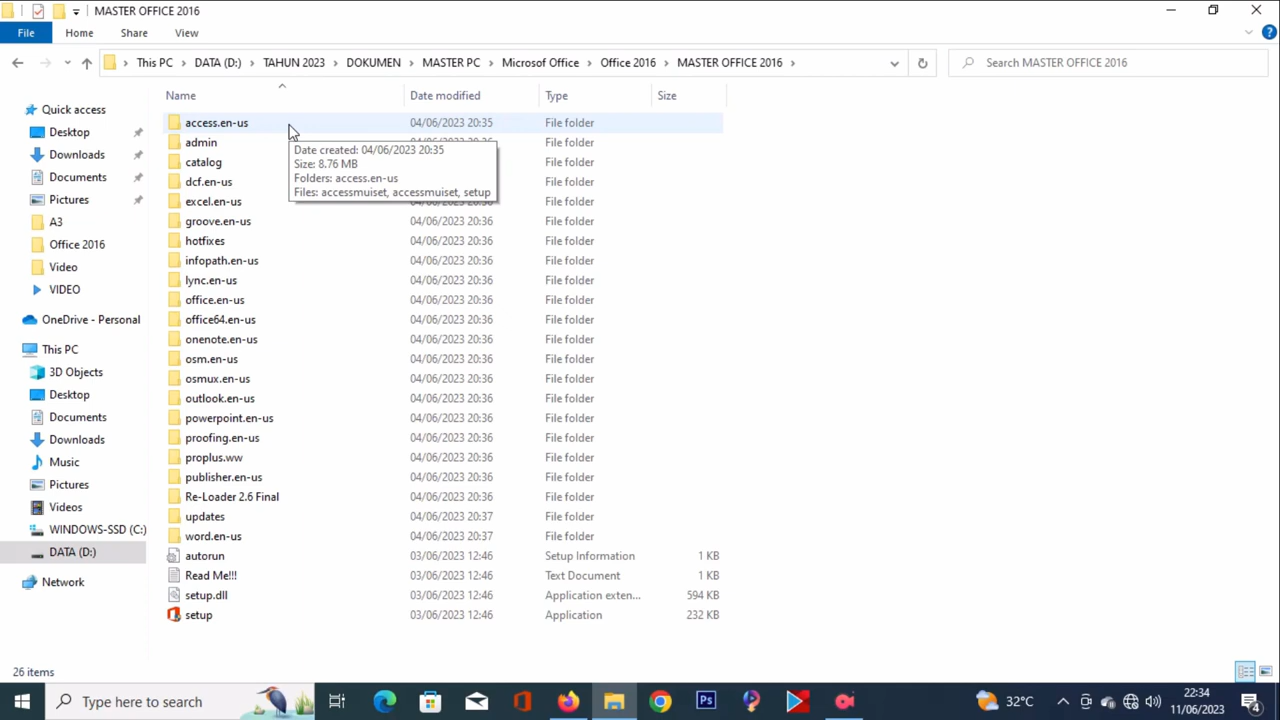 MASTER OFFICE 2016
File Home Share View
This PC DATA (D:) TAHUN 2023 DOKUMEN MASTER PC Microsof Office Office 2016 MASTER OFFICE 2016
Search MASTER OFFICE 2016
Quick access
Desktop
Downloads
Documents
Pictures
A3
Office 2016
Video
VIDEO
OneDrive - Personal
This PC
3D Objects
Desktop
Documents
Downloads
Music
Pictures
Videos
WINDOWS-SSD (C:)
DATA (D:)
Network
Name Date modified Type Size
access.en-us 04/06/2023 20:35 File folder
admin 04/06/2023 20:36 File folder
Date created: 04/06/2023 20:35
Size: 8.76 MB
Folders: access.en-us
Files: accessmuiset, accessmuiset, setup
catalog File folder
dcf.en-us File folder
excel.en-us 04/06/2023 20:36 File folder
groove.en-us 04/06/2023 20:36 File folder
hotfixes 04/06/2023 20:36 File folder
infopath.en-us 04/06/2023 20:36 File folder
lync.en-us 04/06/2023 20:36 File folder
office.en-us 04/06/2023 20:36 File folder
office64.en-us 04/06/2023 20:36 File folder
onenote.en-us 04/06/2023 20:36 File folder
osm.en-us 04/06/2023 20:36 File folder
osmux.en-us 04/06/2023 20:36 File folder
outlook.en-us 04/06/2023 20:36 File folder
powerpoint.en-us 04/06/2023 20:36 File folder
proofing.en-us 04/06/2023 20:36 File folder
proplus.ww 04/06/2023 20:36 File folder
publisher.en-us 04/06/2023 20:36 File folder
Re-Loader 2.6 Final 04/06/2023 20:36 File folder
updates 04/06/2023 20:37 File folder
word.en-us 04/06/2023 20:37 File folder
autorun 03/06/2023 12:46 Setup Information 1 KB
Read Me!!! 03/06/2023 12:46 Text Document 1 KB
setup.dll 03/06/2023 12:46 Application exten... 594 KB
setup 03/06/2023 12:46 Application 232 KB
26 items
Type here to search
Ps
32°C
22:34
11/06/2023
4